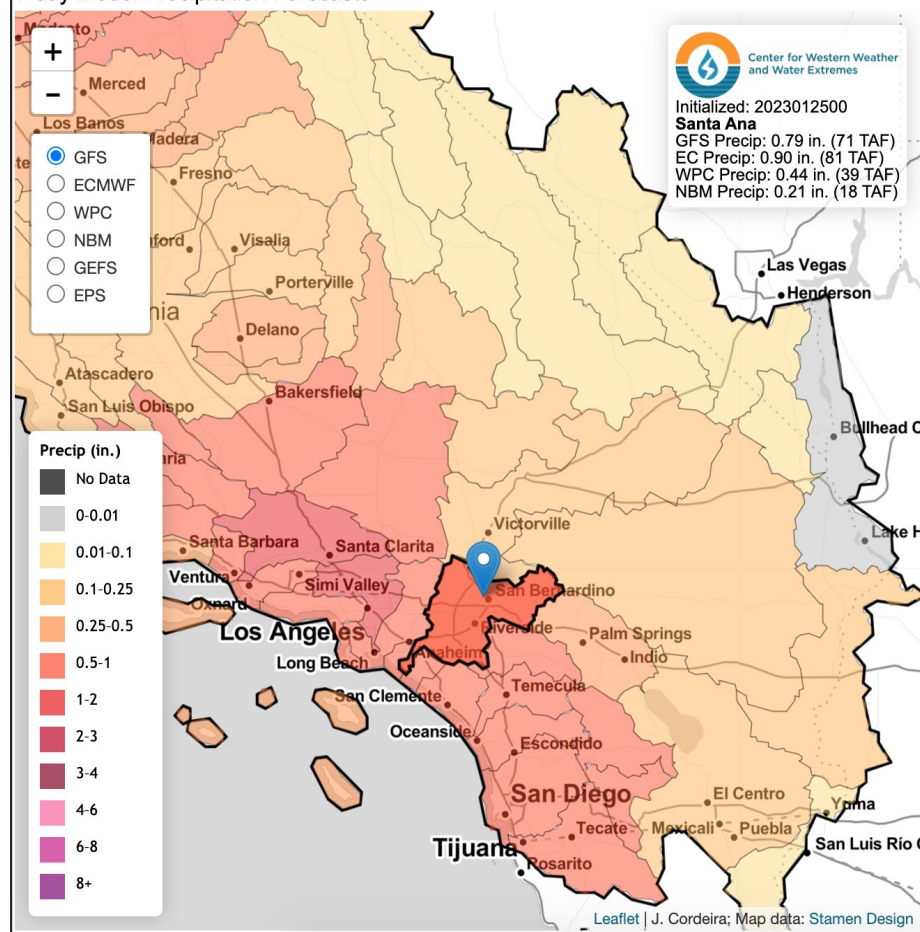 Modesto
+
−
Merced
Los Banos
Madera
Fresno
Visalia
Porterville
Delano
Atascadero
San Luis Obispo
Bakersfield
GFS
ECMWF
WPC
NBM
GEFS
EPS
Center for Western Weather
and Water Extremes
Initialized: 2023012500
Santa Ana
GFS Precip: 0.79 in. (71 TAF)
EC Precip: 0.90 in. (81 TAF)
WPC Precip: 0.44 in. (39 TAF)
NBM Precip: 0.21 in. (18 TAF)
Las Vegas
Henderson
Bullhead C
Lake H
Precip (in.)
No Data
0-0.01
0.01-0.1
0.1-0.25
0.25-0.5
0.5-1
1-2
2-3
3-4
4-6
6-8
8+
Victorville
Santa Barbara
Santa Clarita
Ventura
Simi Valley
Oxnard
San Bernardino
Los Angeles
Riverside
Anaheim
Long Beach
Palm Springs
Indio
San Clemente
Temecula
Oceanside
Escondido
San Diego
El Centro
Yuma
Tecate
Mexicali
Puebla
Tijuana
San Luis Río C
Rosarito
Leaflet | J. Cordeira; Map data: Stamen Design